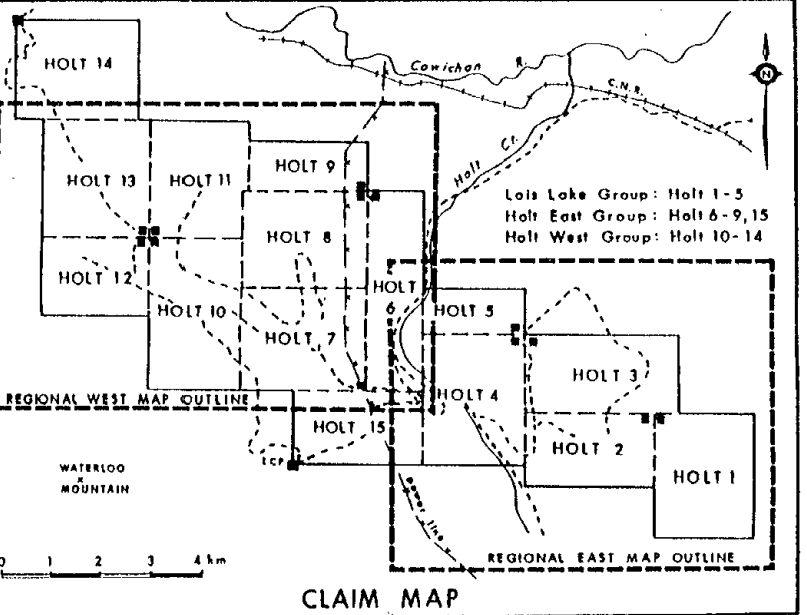 HOLT 14
Cowichan R.
C.N.R.
N
HOLT 9
Holt Cr.
HOLT 13
HOLT 11
Lois Lake Group: Holt 1-5
Holt East Group: Holt 6-9,15
Holt West Group: Holt 10-14
HOLT 8
HOLT 12
HOLT 6
HOLT 10
HOLT 5
HOLT 7
HOLT 3
HOLT 4
REGIONAL WEST MAP OUTLINE
HOLT 15
HOLT 2
LCP
WATERLOO
x
MOUNTAIN
HOLT 1
Power line
REGIONAL EAST MAP OUTLINE
0 1 2 3 4 km
CLAIM MAP